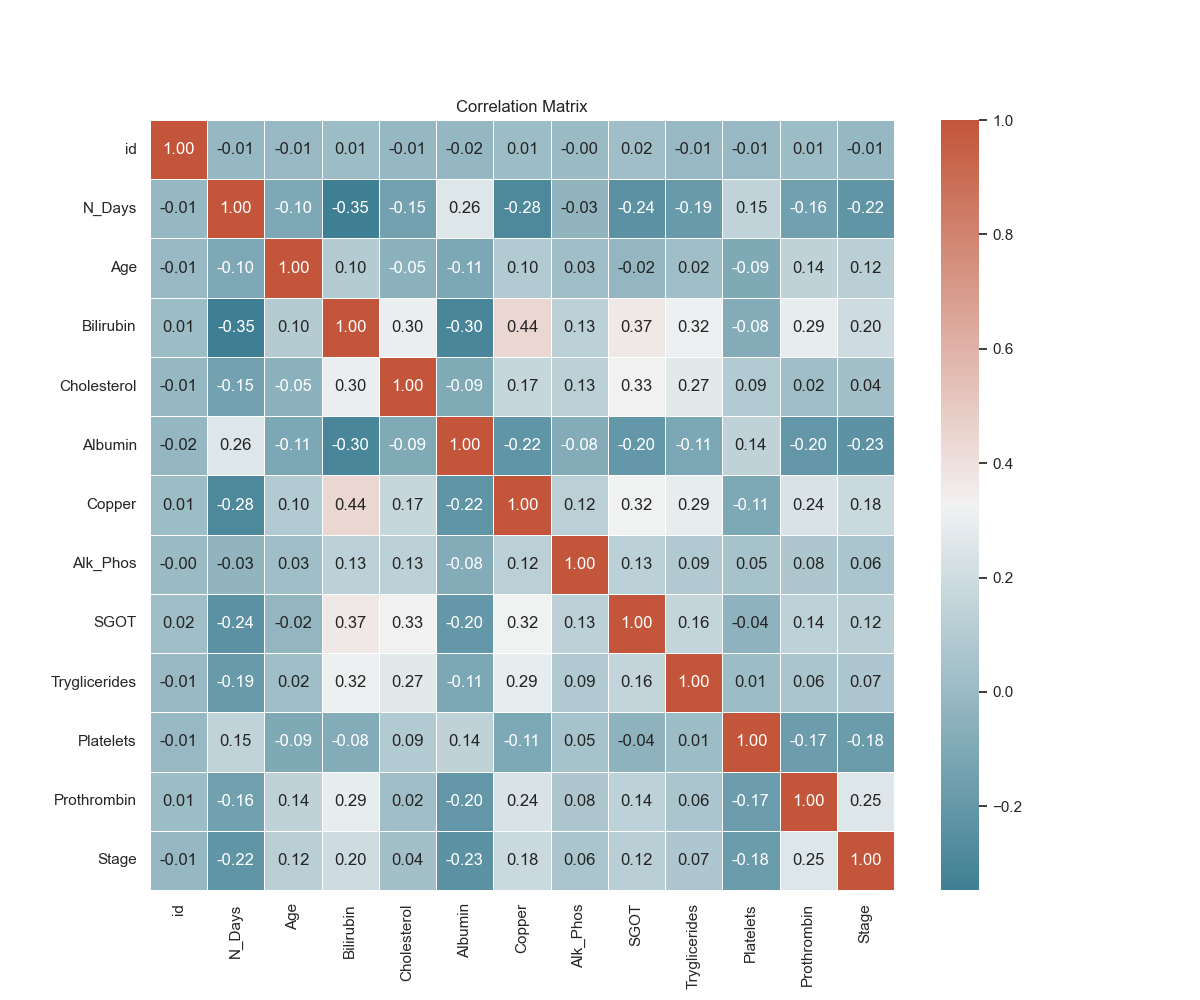 Correlation Matrix
id 1.00 -0.01 -0.01 0.01 -0.01 -0.02 0.01 -0.00 0.02 -0.01 -0.01 0.01 -0.01
N_Days -0.01 1.00 -0.10 -0.35 -0.15 0.26 -0.28 -0.03 -0.24 -0.19 0.15 -0.16 -0.22
Age -0.01 -0.10 1.00 0.10 -0.05 -0.11 0.10 0.03 -0.02 0.02 -0.09 0.14 0.12
Bilirubin 0.01 -0.35 0.10 1.00 0.30 -0.30 0.44 0.13 0.37 0.32 -0.08 0.29 0.20
Cholesterol -0.01 -0.15 -0.05 0.30 1.00 -0.09 0.17 0.13 0.33 0.27 0.09 0.02 0.04
Albumin -0.02 0.26 -0.11 -0.30 -0.09 1.00 -0.22 -0.08 -0.20 -0.11 0.14 -0.20 -0.23
Copper 0.01 -0.28 0.10 0.44 0.17 -0.22 1.00 0.12 0.32 0.29 -0.11 0.24 0.18
Alk_Phos -0.00 -0.03 0.03 0.13 0.13 -0.08 0.12 1.00 0.13 0.09 0.05 0.08 0.06
SGOT 0.02 -0.24 -0.02 0.37 0.33 -0.20 0.32 0.13 1.00 0.16 -0.04 0.14 0.12
Tryglicerides -0.01 -0.19 0.02 0.32 0.27 -0.11 0.29 0.09 0.16 1.00 0.01 0.06 0.07
Platelets -0.01 0.15 -0.09 -0.08 0.09 0.14 -0.11 0.05 -0.04 0.01 1.00 -0.17 -0.18
Prothrombin 0.01 -0.16 0.14 0.29 0.02 -0.20 0.24 0.08 0.14 0.06 -0.17 1.00 0.25
Stage -0.01 -0.22 0.12 0.20 0.04 -0.23 0.18 0.06 0.12 0.07 -0.18 0.25 1.00
id N_Days Age Bilirubin Cholesterol Albumin Copper Alk_Phos SGOT Tryglicerides Platelets Prothrombin Stage
1.0
0.8
0.6
0.4
0.2
0.0
−0.2